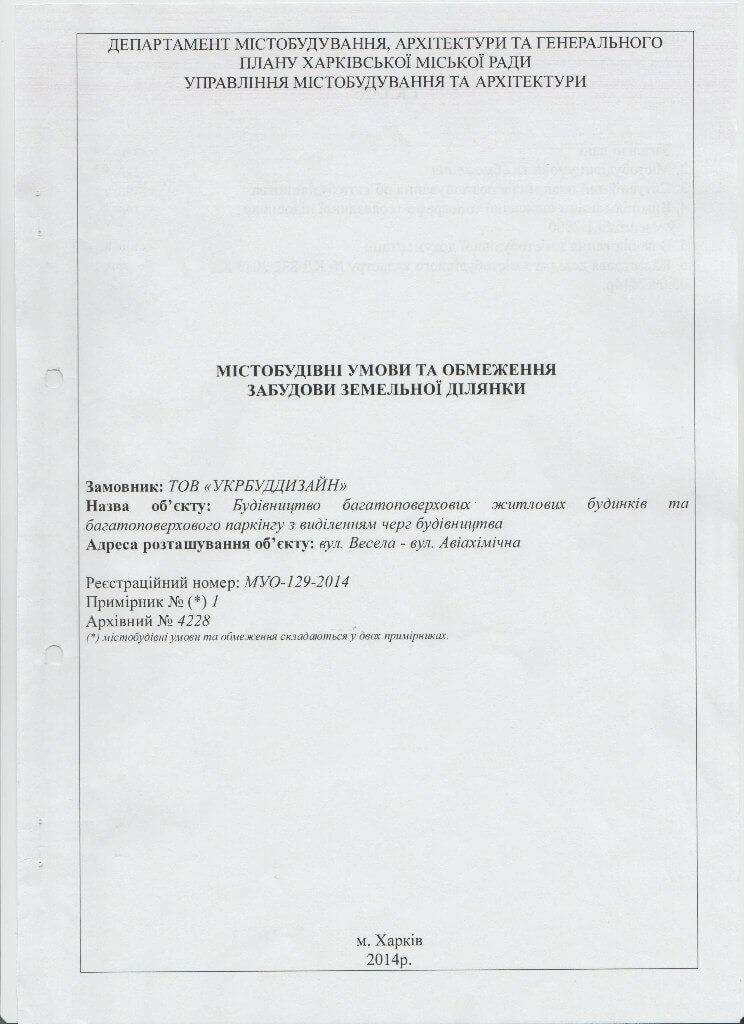 ДЕПАРТАМЕНТ МІСТОБУДУВАННЯ, АРХІТЕКТУРИ ТА ГЕНЕРАЛЬНОГО
ПЛАНУ ХАРКІВСЬКОЇ МІСЬКОЇ РАДИ
УПРАВЛІННЯ МІСТОБУДУВАННЯ ТА АРХІТЕКТУРИ
МІСТОБУДІВНІ УМОВИ ТА ОБМЕЖЕННЯ
ЗАБУДОВИ ЗЕМЕЛЬНОЇ ДІЛЯНКИ
Замовник: ТОВ «УКРБУДДИЗАЙН»
Назва об’єкту: Будівництво багатоповерхових житлових будинків та
багатоповерхового паркінгу з виділенням черг будівництва
Адреса розташування об’єкту: вул. Весела - вул. Авіахімічна
Реєстраційний номер: МУО-129-2014
Примірник № (*) 1
Архівний № 4228
(*) містобудівні умови та обмеження складаються у двох примірниках.
м. Харків
2014р.